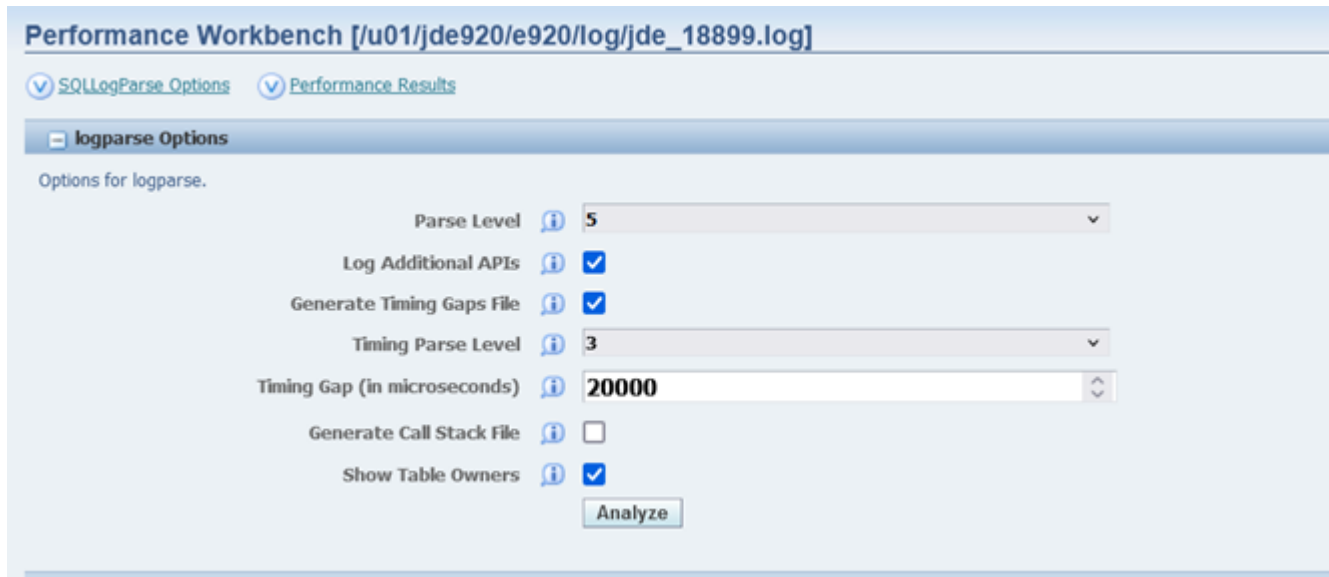 Performance Workbench [/u01/jde920/e920/log/jde_18899.log]
SQLLogParse Options Performance Results
logparse Options
Options for logparse.
Parse Level 5
Log Additional APIs
Generate Timing Gaps File
Timing Parse Level 3
Timing Gap (in microseconds) 20000
Generate Call Stack File
Show Table Owners
Analyze